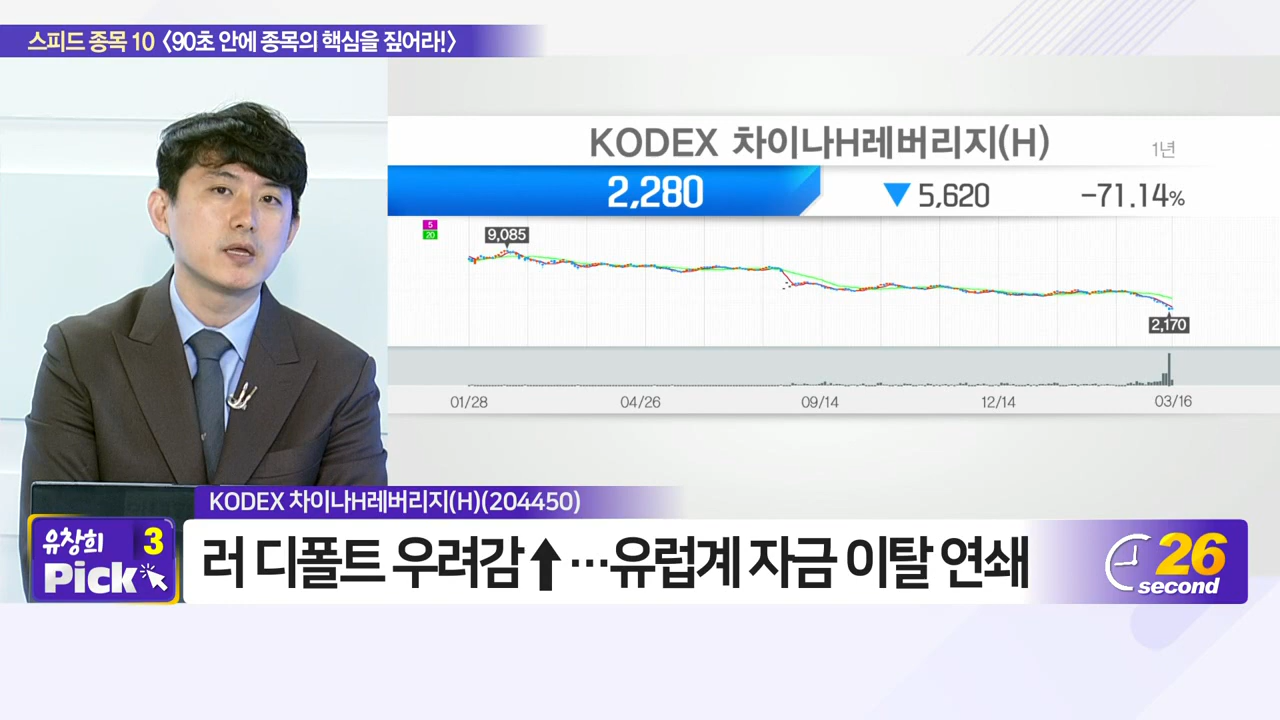 스피드 종목 10 〈90초 안에 종목의 핵심을 짚어라!〉
KODEX 차이나H레버리지(H)
1년
2,280
▼ 5,620
-71.14%
5
20
9,085
2,170
01/28
04/26
09/14
12/14
03/16
KODEX 차이나H레버리지(H)(204450)
유창희 3
Pick
러 디폴트 우려감⬆…유럽계 자금 이탈 연쇄
26
second